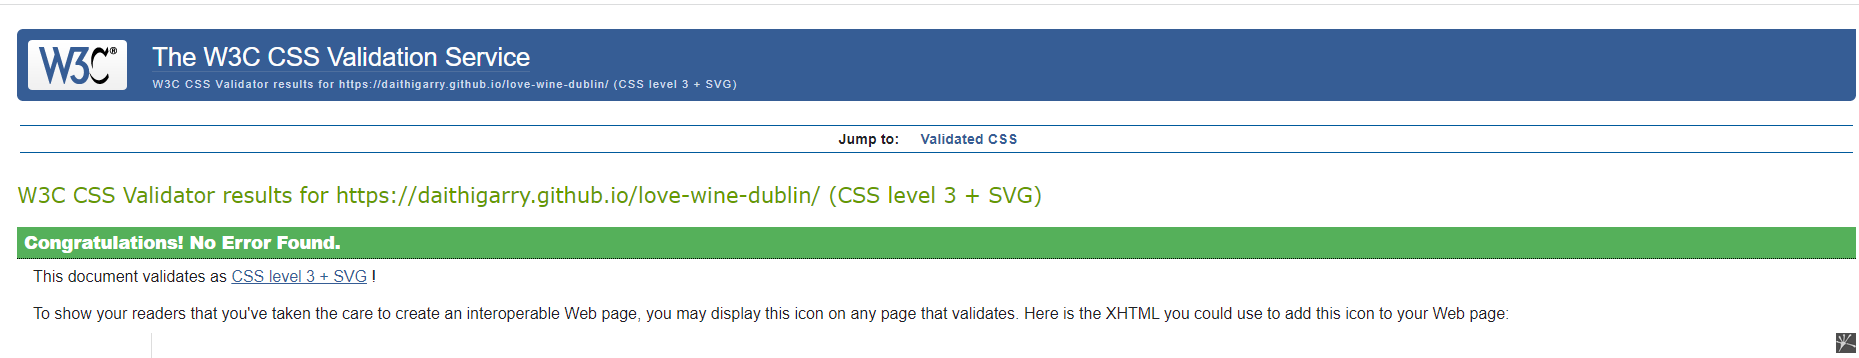 W3C®
The W3C CSS Validation Service
W3C CSS Validator results for https://daithigarry.github.io/love-wine-dublin/ (CSS level 3 + SVG)
Jump to: Validated CSS
W3C CSS Validator results for https://daithigarry.github.io/love-wine-dublin/ (CSS level 3 + SVG)
Congratulations! No Error Found.
This document validates as CSS level 3 + SVG !
To show your readers that you've taken the care to create an interoperable Web page, you may display this icon on any page that validates. Here is the XHTML you could use to add this icon to your Web page: